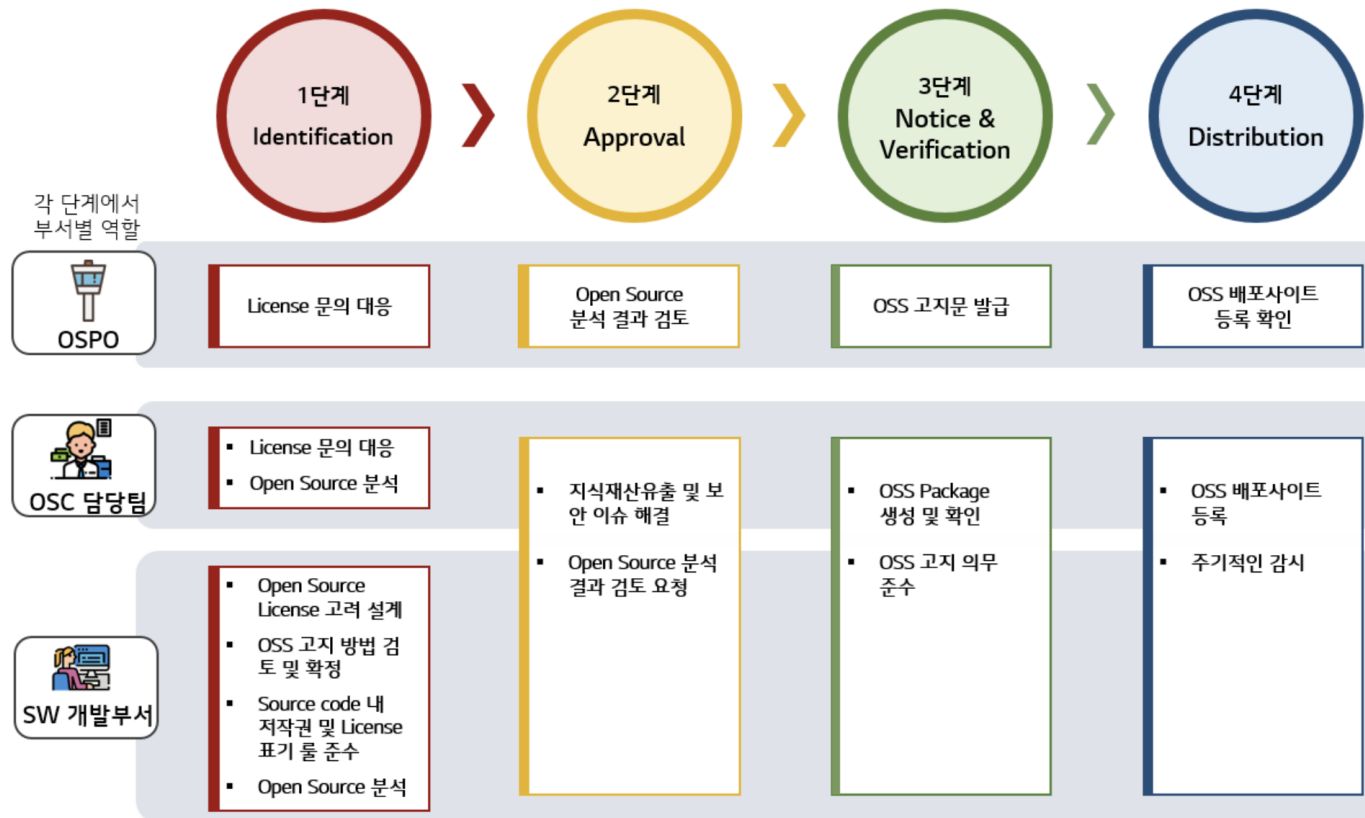 1단계
Identification
2단계
Approval
3단계
Notice &
Verification
4단계
Distribution
각 단계에서
부서별 역할
OSPO
License 문의 대응
Open Source
분석 결과 검토
OSS 고지문 발급
OSS 배포사이트
등록 확인
OSC 담당팀
▪ License 문의 대응
▪ Open Source 분석
▪ 지식재산유출 및 보
안 이슈 해결
▪ Open Source 분석
결과 검토 요청
▪ OSS Package
생성 및 확인
▪ OSS 고지 의무
준수
▪ OSS 배포사이트
등록
▪ 주기적인 감시
SW 개발부서
▪ Open Source
License 고려 설계
▪ OSS 고지 방법 검
토 및 확정
▪ Source code 내
저작권 및 License
표기 룰 준수
▪ Open Source 분석